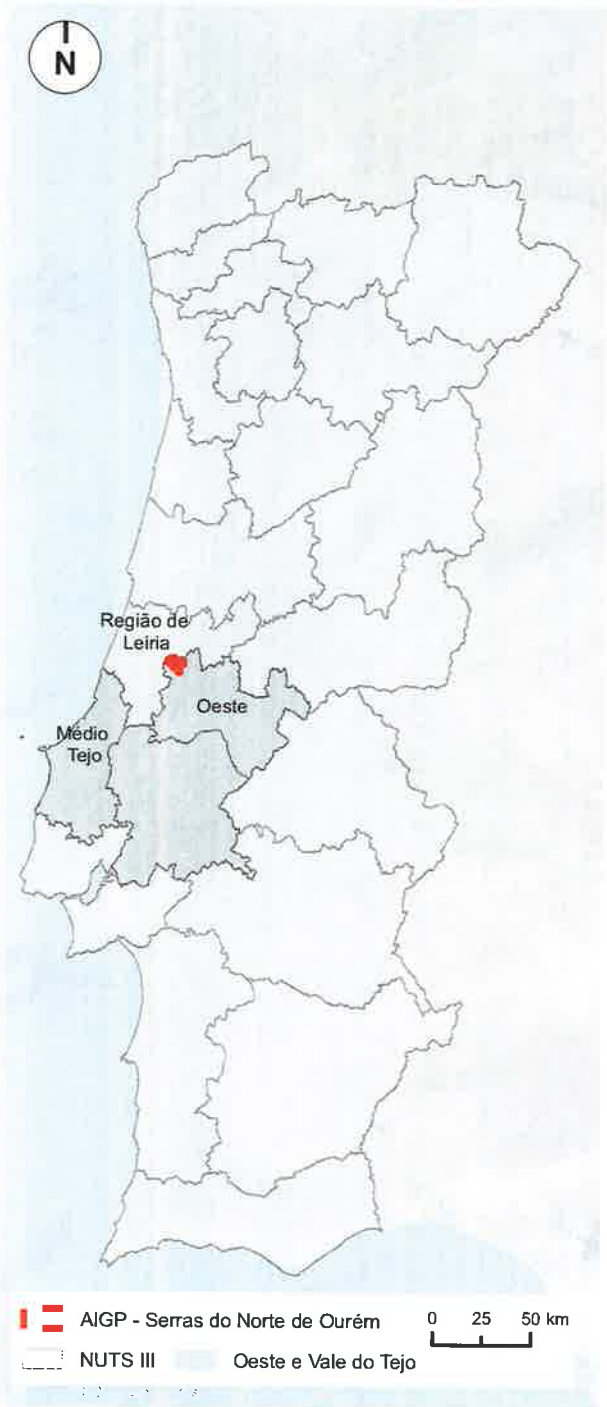 N
Região de
Leiria
Oeste
Médio
Tejo
AIGP - Serras do Norte de Ourém
0 25 50 km
NUTS III
Oeste e Vale do Tejo